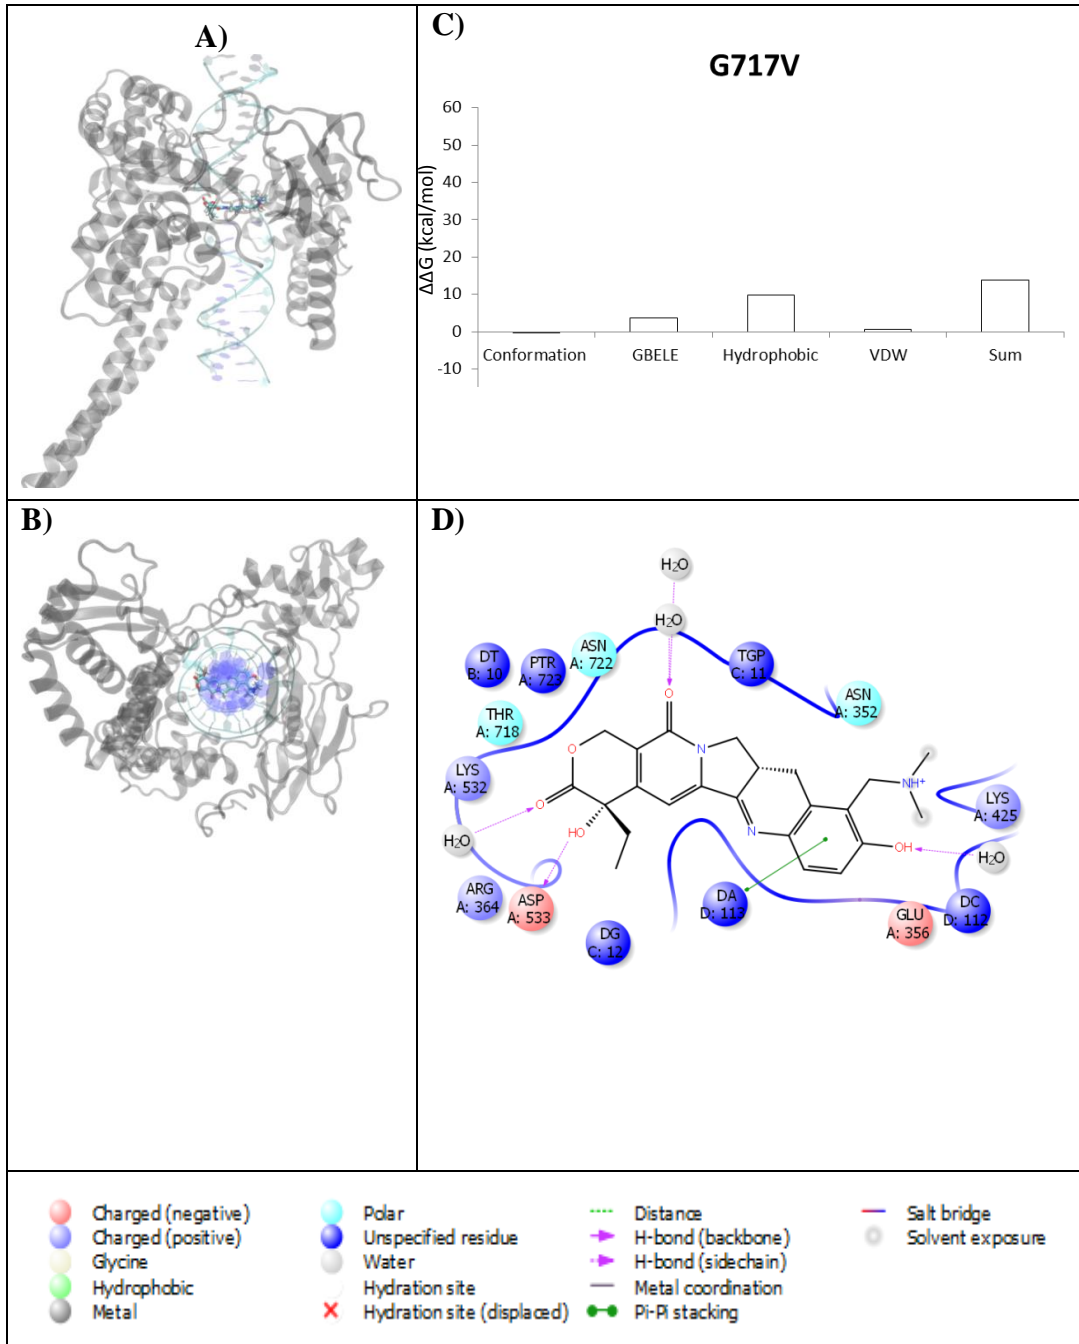 A)
C)
G717V
60
50
40
30
20
10
0
-10
ΔΔG (kcal/mol)
Conformation GBELE Hydrophobic VDW Sum
B)
D)
H₂O
H₂O
DT
B: 10
PTR
A: 723
ASN
A: 722
TGP
C: 11
ASN
A: 352
THR
A: 718
LYS
A: 532
O
O
N
O
HO
N
NH⁺
OH
LYS
A: 425
H₂O
H₂O
ARG
A: 364
ASP
A: 533
DG
C: 12
DA
D: 113
GLU
A: 356
DC
D: 112
Charged (negative)
Charged (positive)
Glycine
Hydrophobic
Metal
Polar
Unspecified residue
Water
Hydration site
Hydration site (displaced)
Distance
H-bond (backbone)
H-bond (sidechain)
Metal coordination
Pi-Pi stacking
Salt bridge
Solvent exposure